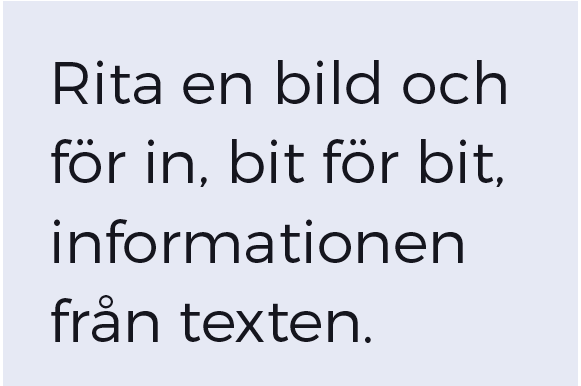 Rita en bild och
för in, bit för bit,
informationen
från texten.